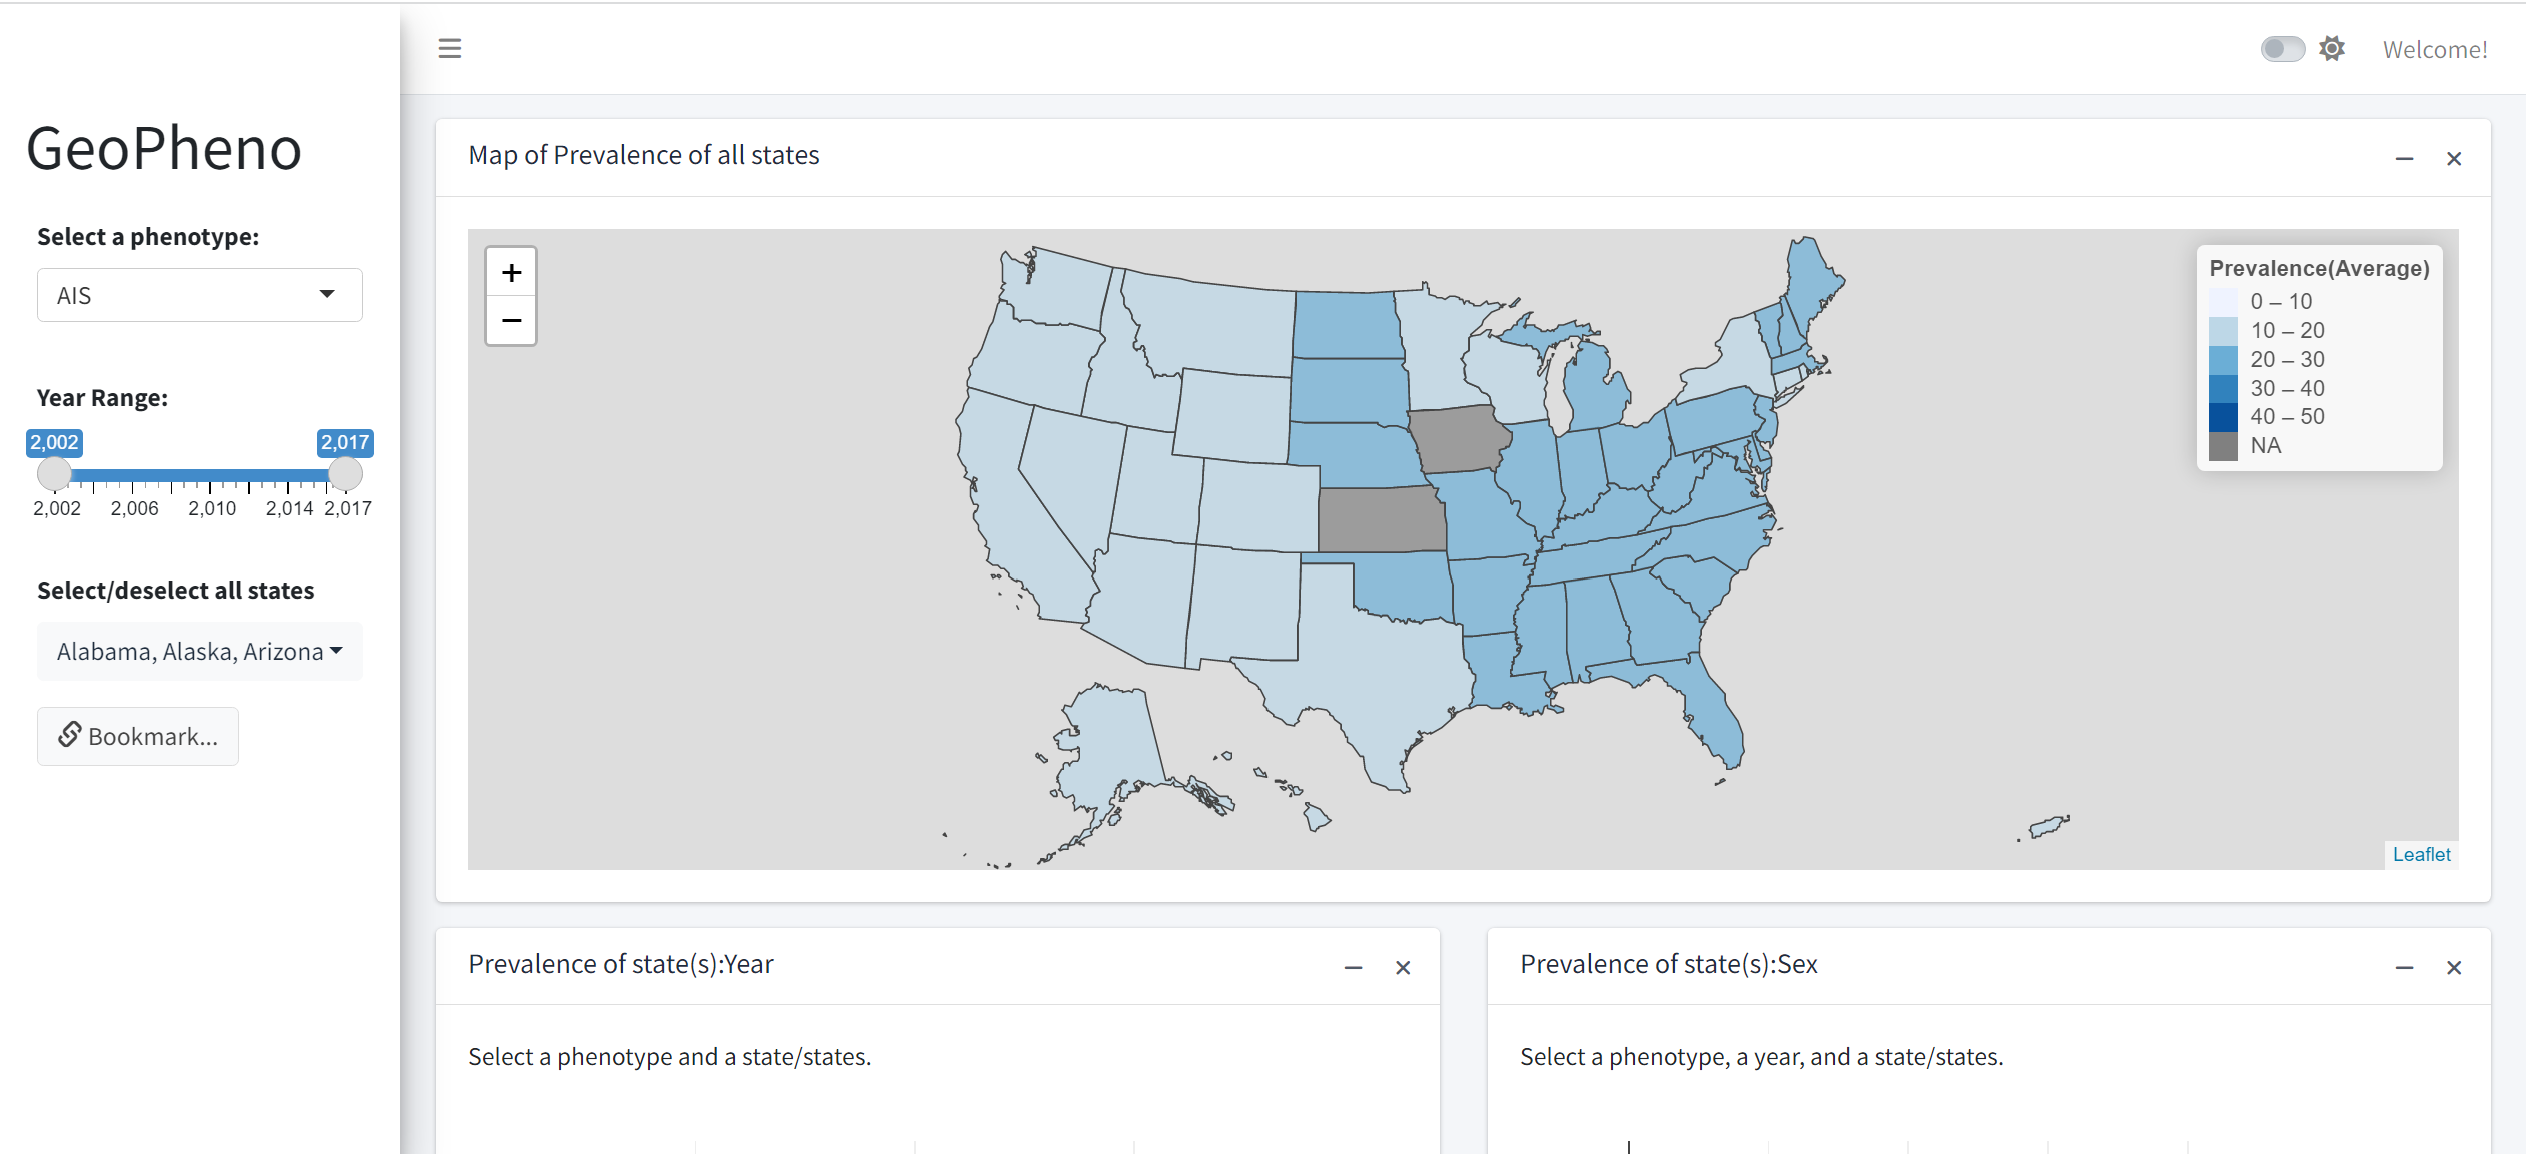 Welcome!
GeoPheno
Select a phenotype:
AIS
Year Range:
2,002 2,017
2,002 2,006 2,010 2,014 2,017
Select/deselect all states
Alabama, Alaska, Arizona
Bookmark...
Map of Prevalence of all states
+
−
Prevalence(Average)
0 – 10
10 – 20
20 – 30
30 – 40
40 – 50
NA
Leaflet
Prevalence of state(s):Year
Select a phenotype and a state/states.
Prevalence of state(s):Sex
Select a phenotype, a year, and a state/states.